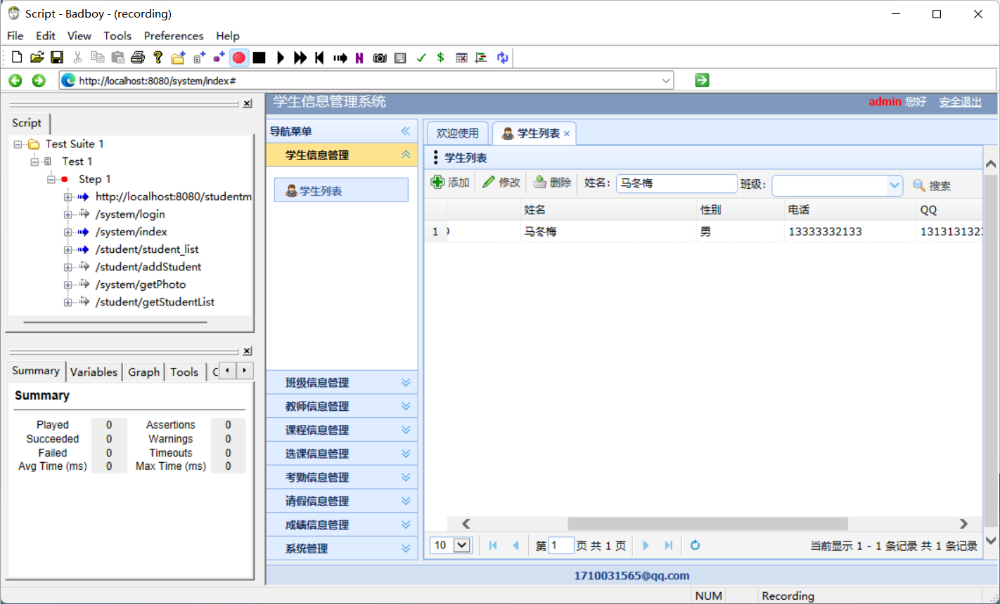 Script - Badboy - (recording)
File Edit View Tools Preferences Help
http://localhost:8080/system/index#
Script
Test Suite 1
Test 1
Step 1
http://localhost:8080/studentm
/system/login
/system/index
/student/student_list
/student/addStudent
/system/getPhoto
/student/getStudentList
Summary Variables Graph Tools C
Summary
Played 0 Assertions 0
Succeeded 0 Warnings 0
Failed 0 Timeouts 0
Avg Time (ms) 0 Max Time (ms) 0
学生信息管理系统
admin 您好 安全退出
导航菜单
学生信息管理
学生列表
班级信息管理
教师信息管理
课程信息管理
选课信息管理
考勤信息管理
请假信息管理
成绩信息管理
系统管理
欢迎使用 学生列表
学生列表
添加 修改 删除 姓名: 马冬梅 班级: 搜索
姓名 性别 电话 QQ
1 马冬梅 男 13333332133 131313132
10 第 1 页 共 1 页 当前显示 1 - 1 条记录 共 1 条记录
1710031565@qq.com
NUM Recording